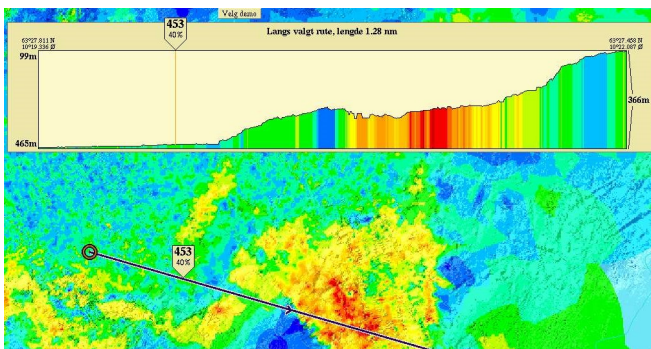 Velg demo
453
40%
Langs valgt rute, lengde 1.28 nm
63°27.811 N
10°19.336 Ø
63°27.458 N
10°22.087 Ø
99m
366m
465m
453
40%